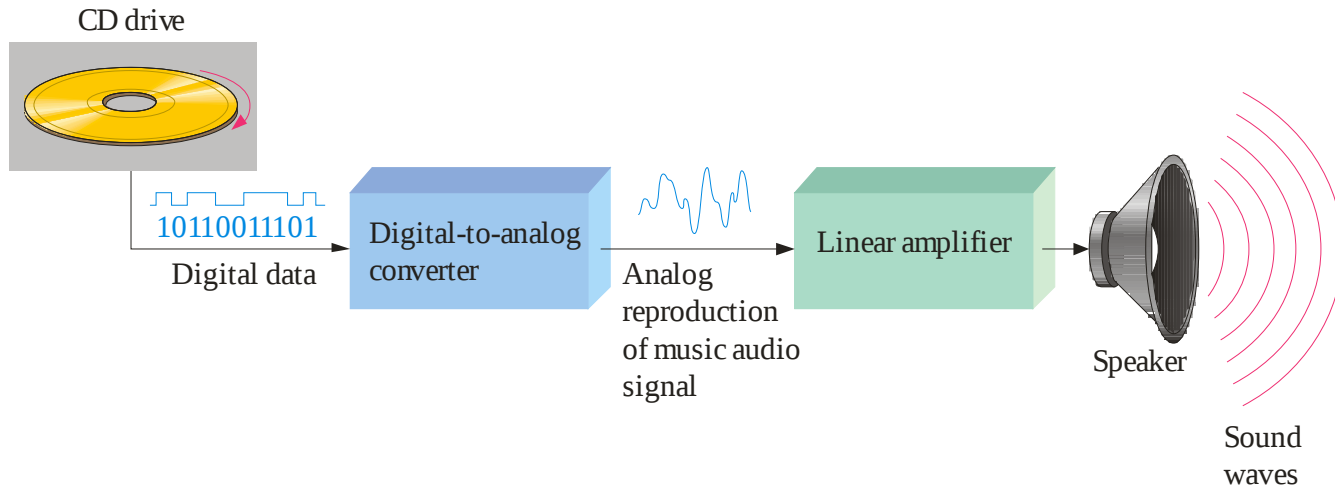 CD drive
10110011101
Digital data
Digital-to-analog
converter
Analog
reproduction
of music audio
signal
Linear amplifier
Speaker
Sound
waves